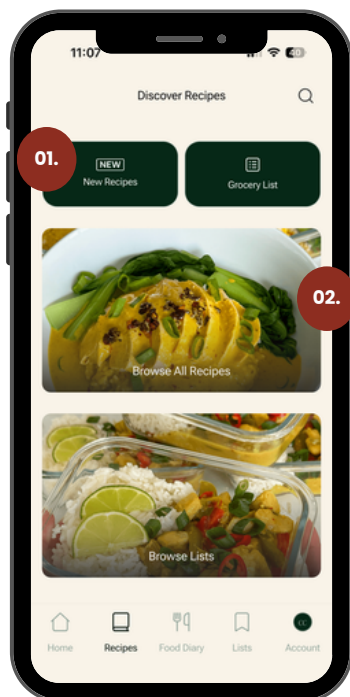 11:07
40
Discover Recipes
01.
NEW
New Recipes
Grocery List
02.
Browse All Recipes
Browse Lists
CC
Home
Recipes
Food Diary
Lists
Account